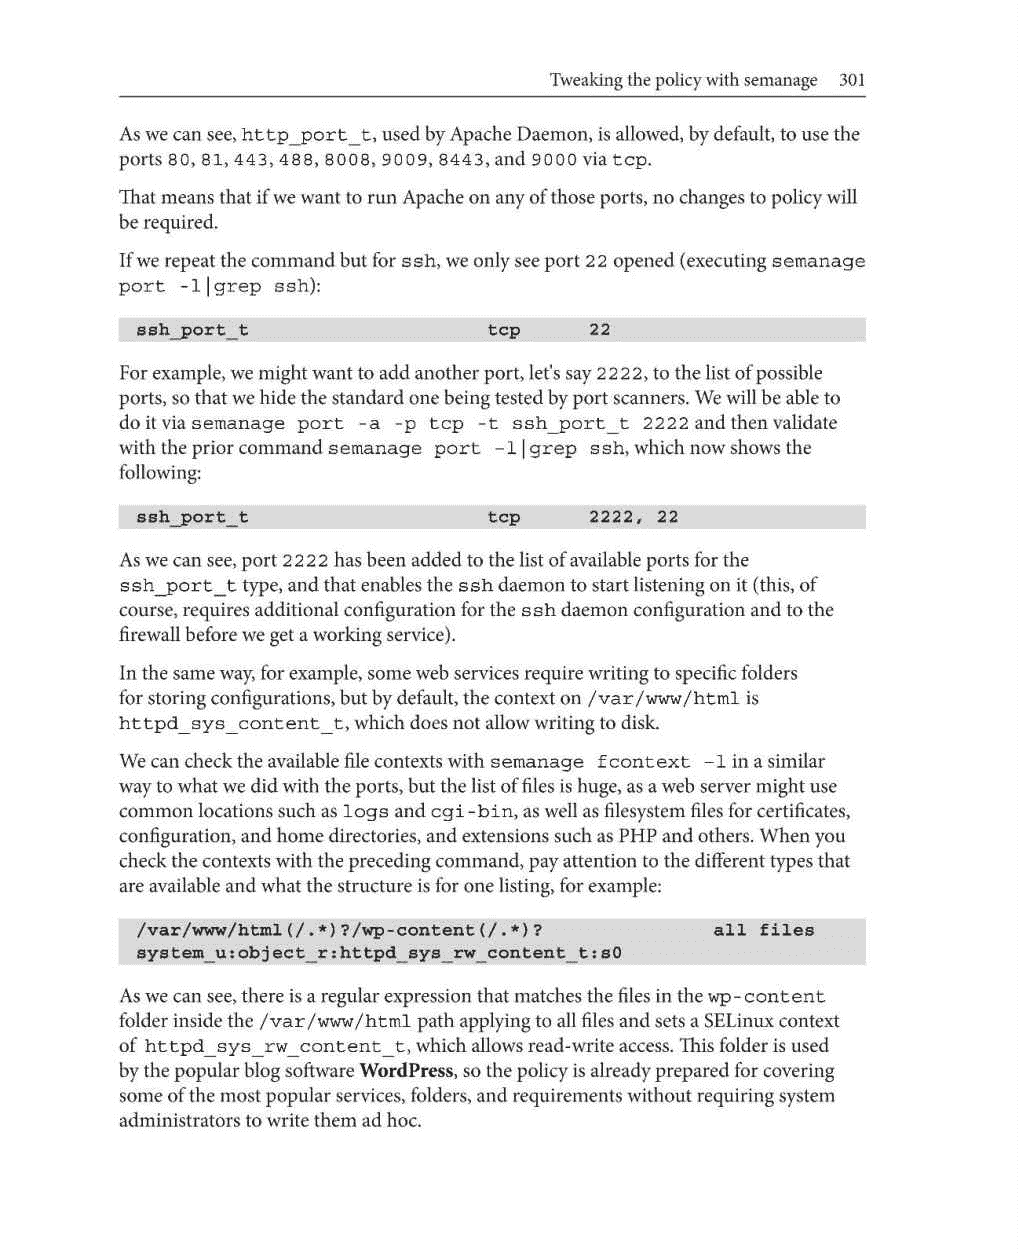 Tweaking the policy with semanage 301
As we can see, http_port_t, used by Apache Daemon, is allowed, by default, to use the
ports 80, 81, 443, 488, 8008, 9009, 8443, and 9000 via tcp.
That means that if we want to run Apache on any of those ports, no changes to policy will
be required.
If we repeat the command but for ssh, we only see port 22 opened (executing semanage
port -l|grep ssh):
ssh_port_t tcp 22
For example, we might want to add another port, let's say 2222, to the list of possible
ports, so that we hide the standard one being tested by port scanners. We will be able to
do it via semanage port -a -p tcp -t ssh_port_t 2222 and then validate
with the prior command semanage port -l|grep ssh, which now shows the
following:
ssh_port_t tcp 2222, 22
As we can see, port 2222 has been added to the list of available ports for the
ssh_port_t type, and that enables the ssh daemon to start listening on it (this, of
course, requires additional configuration for the ssh daemon configuration and to the
firewall before we get a working service).
In the same way, for example, some web services require writing to specific folders
for storing configurations, but by default, the context on /var/www/html is
httpd_sys_content_t, which does not allow writing to disk.
We can check the available file contexts with semanage fcontext -l in a similar
way to what we did with the ports, but the list of files is huge, as a web server might use
common locations such as logs and cgi-bin, as well as filesystem files for certificates,
configuration, and home directories, and extensions such as PHP and others. When you
check the contexts with the preceding command, pay attention to the different types that
are available and what the structure is for one listing, for example:
/var/www/html(/.*)?/wp-content(/.*)? all files
system_u:object_r:httpd_sys_rw_content_t:s0
As we can see, there is a regular expression that matches the files in the wp-content
folder inside the /var/www/html path applying to all files and sets a SELinux context
of httpd_sys_rw_content_t, which allows read-write access. This folder is used
by the popular blog software WordPress, so the policy is already prepared for covering
some of the most popular services, folders, and requirements without requiring system
administrators to write them ad hoc.